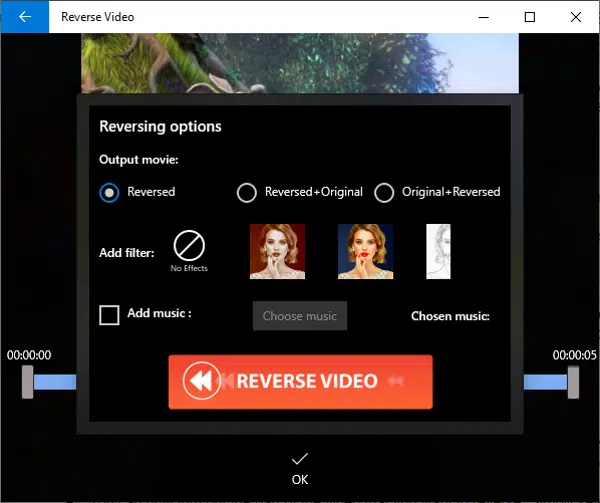 Reverse Video
Reversing options
Output movie:
Reversed
Reversed+Original
Original+Reversed
Add filter:
No Effects
Add music :
Choose music
Chosen music:
00:00:00
00:00:05
REVERSE VIDEO
OK